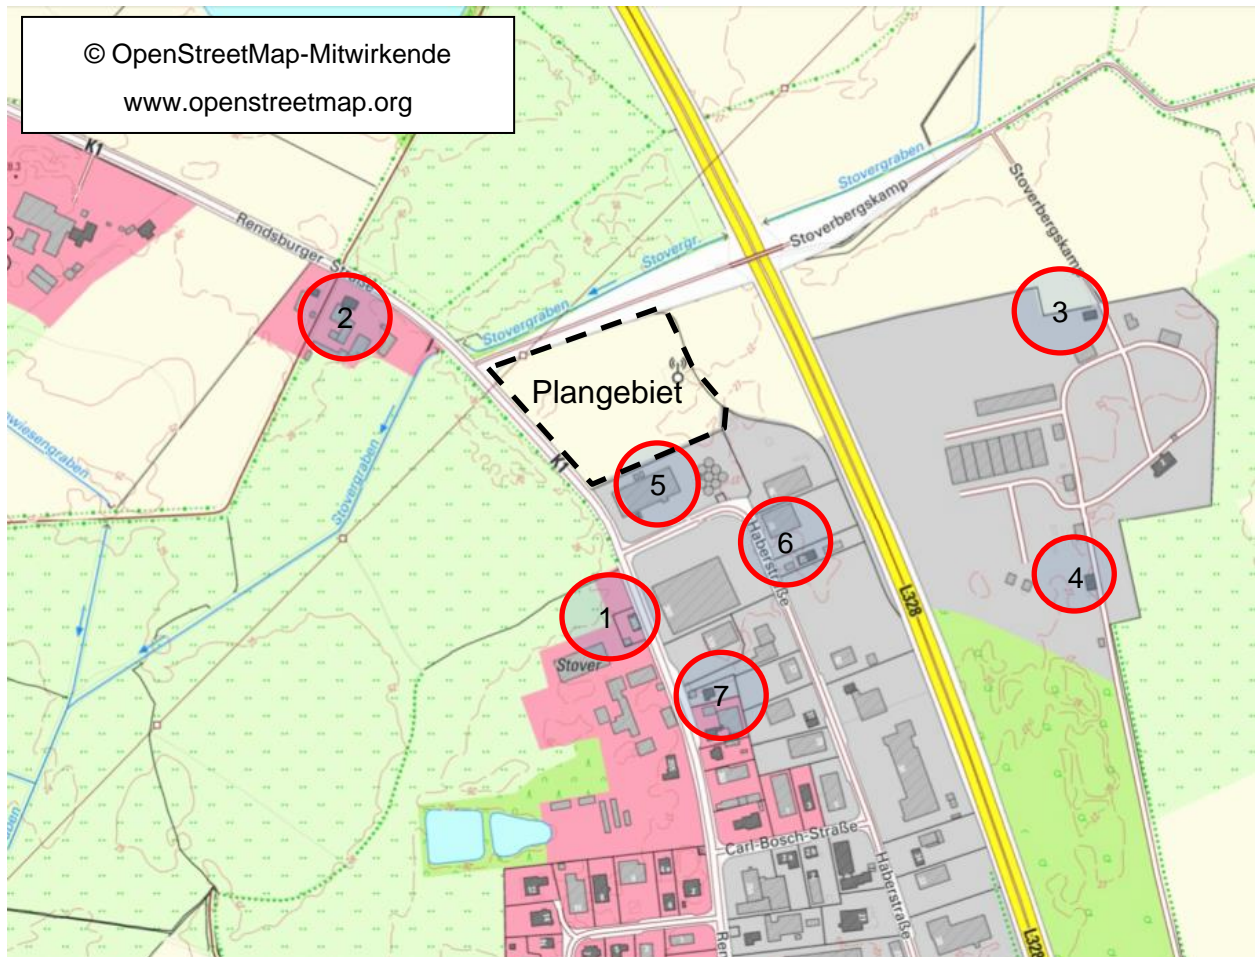 © OpenStreetMap-Mitwirkende
www.openstreetmap.org
K1
Rendsburger Straße
Stovergraben
Stoverbergskamp
Stoverbergskamp
Stovergr.
Stovergraben
2
3
Plangebiet
wiesengraben
Stovergraben
K1
5
6
Haberstraße
4
L328
1
Stover
7
Carl-Bosch-Straße
Haberstraße
L328
Ren